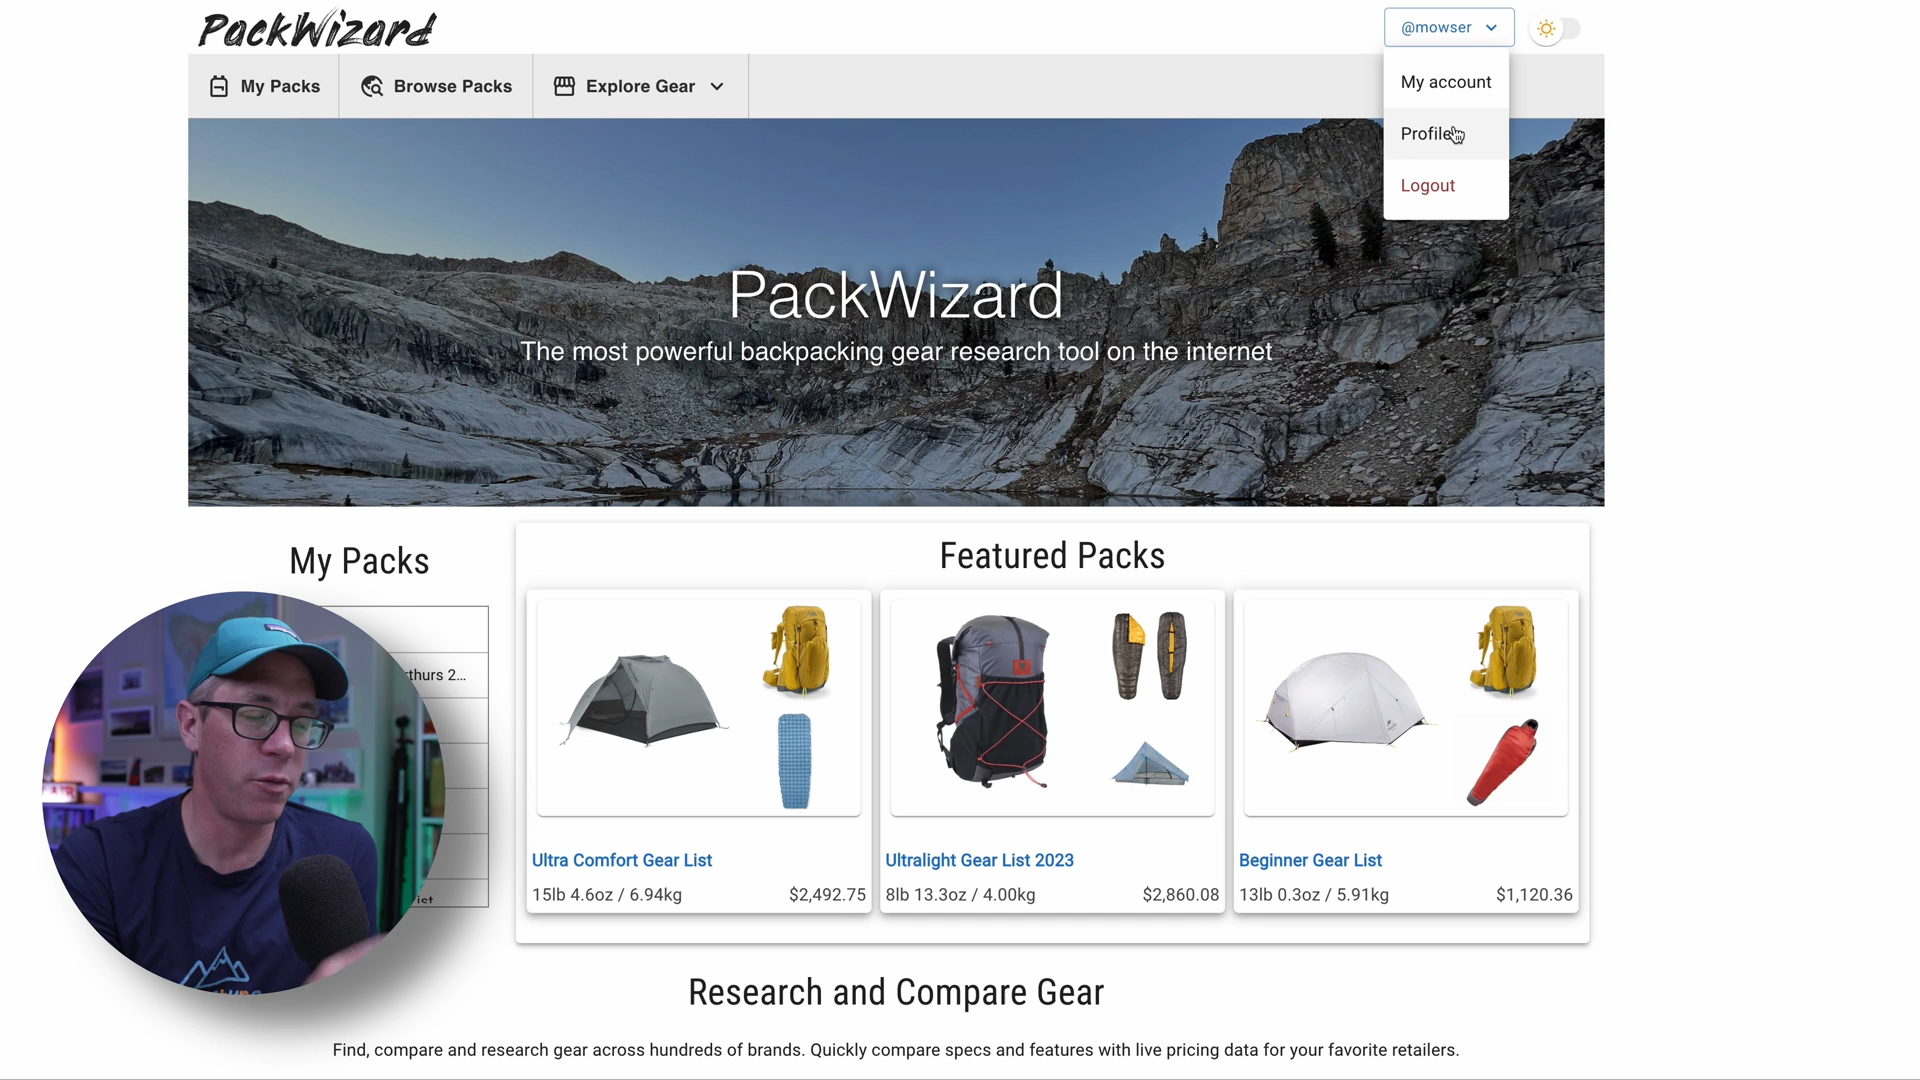 PackWizard
@mowser
My Packs
Browse Packs
Explore Gear
My account
Profile
Logout
PackWizard
The most powerful backpacking gear research tool on the internet
My Packs
Featured Packs
rthurs 2...
Ultra Comfort Gear List
15lb 4.6oz / 6.94kg
$2,492.75
Ultralight Gear List 2023
8lb 13.3oz / 4.00kg
$2,860.08
Beginner Gear List
13lb 0.3oz / 5.91kg
$1,120.36
Research and Compare Gear
Find, compare and research gear across hundreds of brands. Quickly compare specs and features with live pricing data for your favorite retailers.